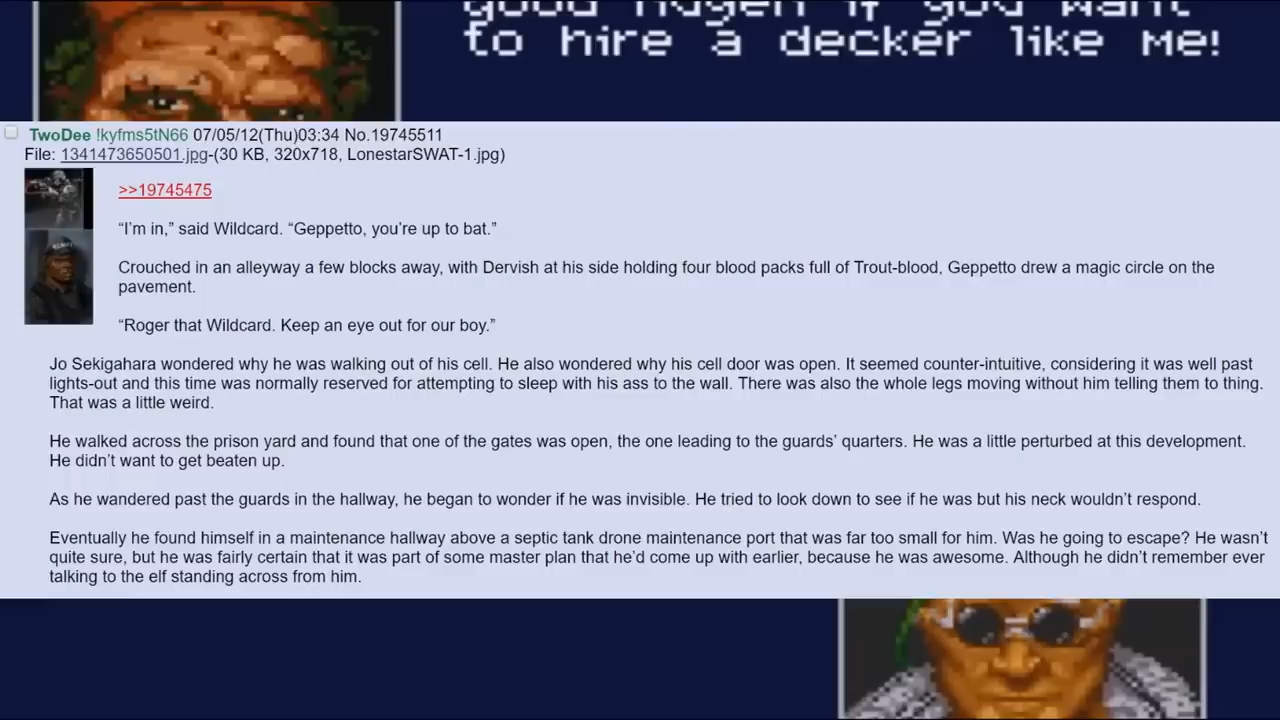 good nuyen if you want
to hire a decker like me!
TwoDee !kyfms5tN66 07/05/12(Thu)03:34 No.19745511
File: 1341473650501.jpg-(30 KB, 320x718, LonestarSWAT-1.jpg)
>>19745475
“I’m in,” said Wildcard. “Geppetto, you’re up to bat.”
Crouched in an alleyway a few blocks away, with Dervish at his side holding four blood packs full of Trout-blood, Geppetto drew a magic circle on the
pavement.
“Roger that Wildcard. Keep an eye out for our boy.”
Jo Sekigahara wondered why he was walking out of his cell. He also wondered why his cell door was open. It seemed counter-intuitive, considering it was well past
lights-out and this time was normally reserved for attempting to sleep with his ass to the wall. There was also the whole legs moving without him telling them to thing.
That was a little weird.
He walked across the prison yard and found that one of the gates was open, the one leading to the guards’ quarters. He was a little perturbed at this development.
He didn’t want to get beaten up.
As he wandered past the guards in the hallway, he began to wonder if he was invisible. He tried to look down to see if he was but his neck wouldn’t respond.
Eventually he found himself in a maintenance hallway above a septic tank drone maintenance port that was far too small for him. Was he going to escape? He wasn’t
quite sure, but he was fairly certain that it was part of some master plan that he’d come up with earlier, because he was awesome. Although he didn’t remember ever
talking to the elf standing across from him.